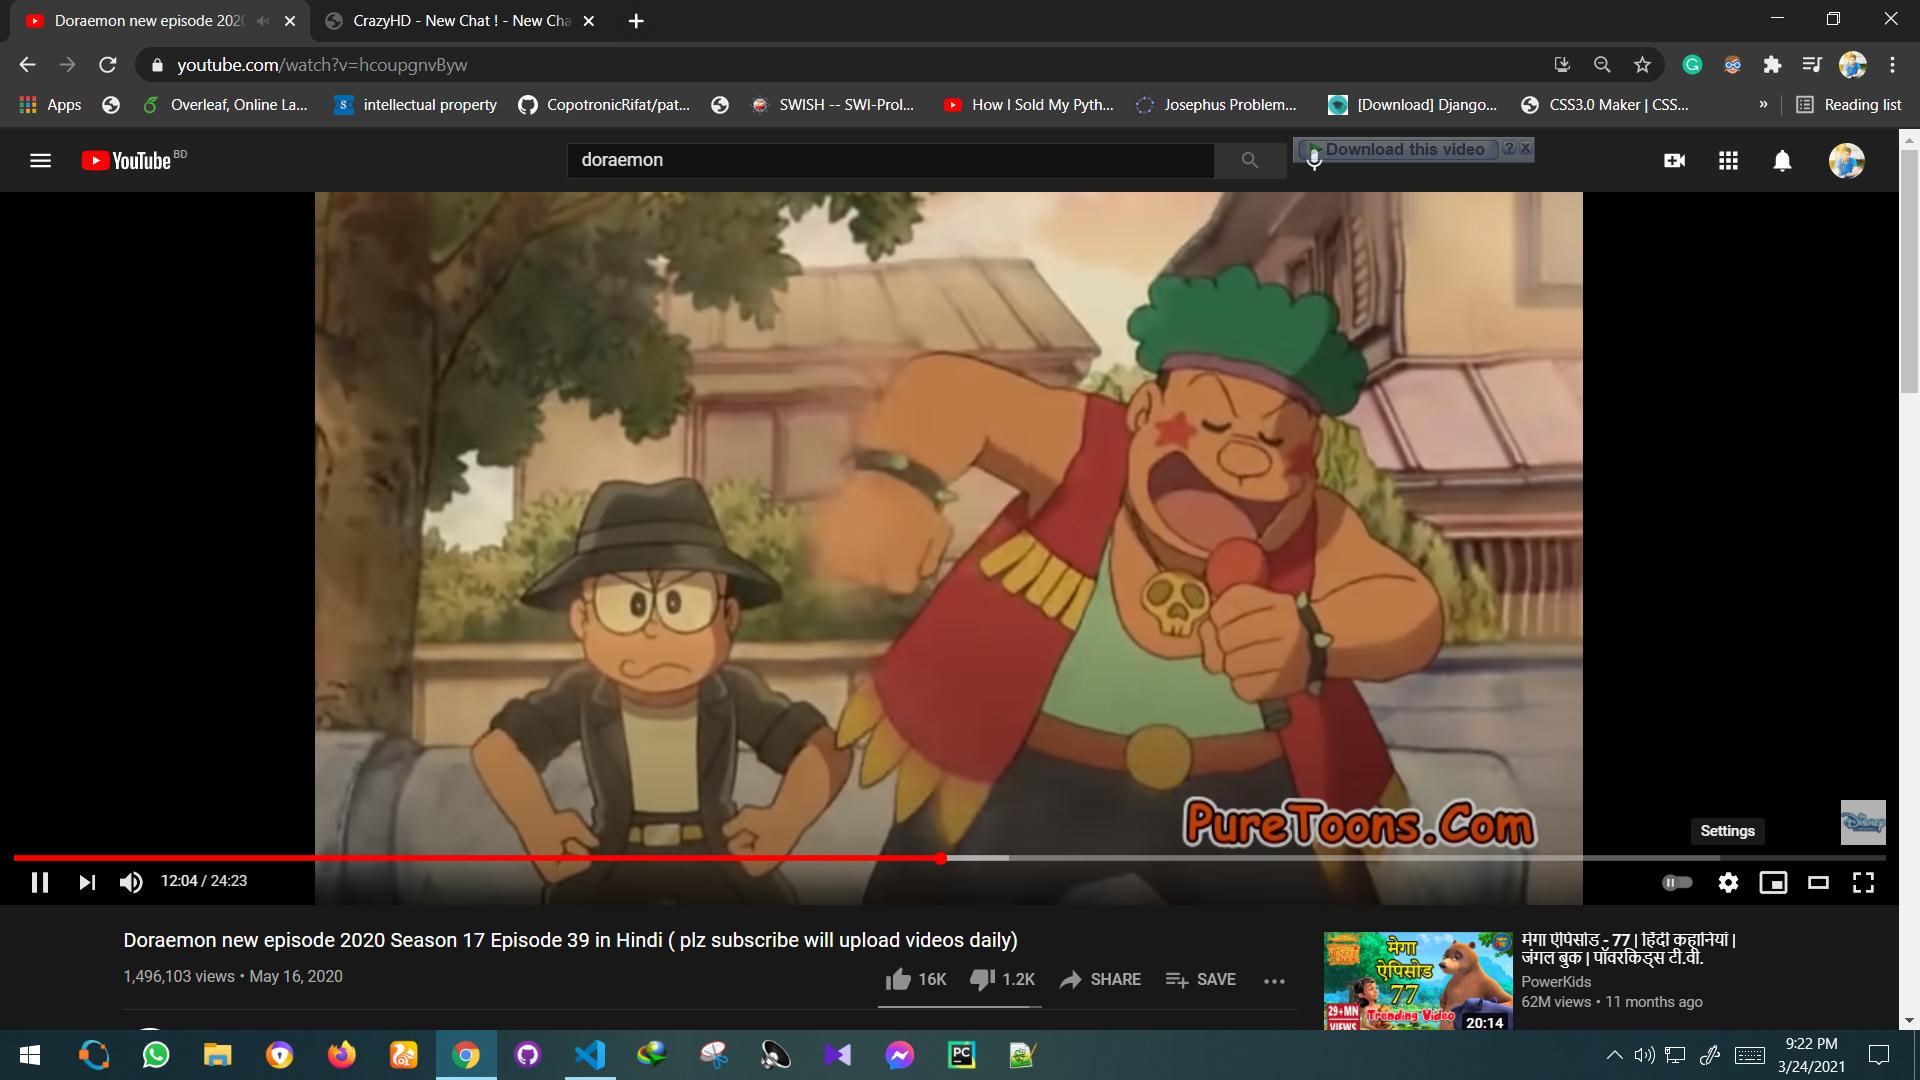 Doraemon new episode 202
CrazyHD - New Chat ! - New Cha
youtube.com/watch?v=hcoupgnvByw
Apps
Overleaf, Online La...
intellectual property
CopotronicRifat/pat...
SWISH -- SWI-Prol...
How I Sold My Pyth...
Josephus Problem...
[Download] Django...
CSS3.0 Maker | CSS...
»
Reading list
YouTube BD
doraemon
Download this video
PureToons.Com
Settings
Disney
12:04 / 24:23
Doraemon new episode 2020 Season 17 Episode 39 in Hindi ( plz subscribe will upload videos daily)
1,496,103 views • May 16, 2020
16K
1.2K
SHARE
SAVE
मेगा
ऐपिसोड
77
29+MN
VIEWS
Trending Video
20:14
मेगा ऐपिसोड - 77 | हिंदी कहानियां |
जंगल बुक | पॉवरकिड्स टी.वी.
PowerKids
62M views • 11 months ago
PC
9:22 PM
3/24/2021